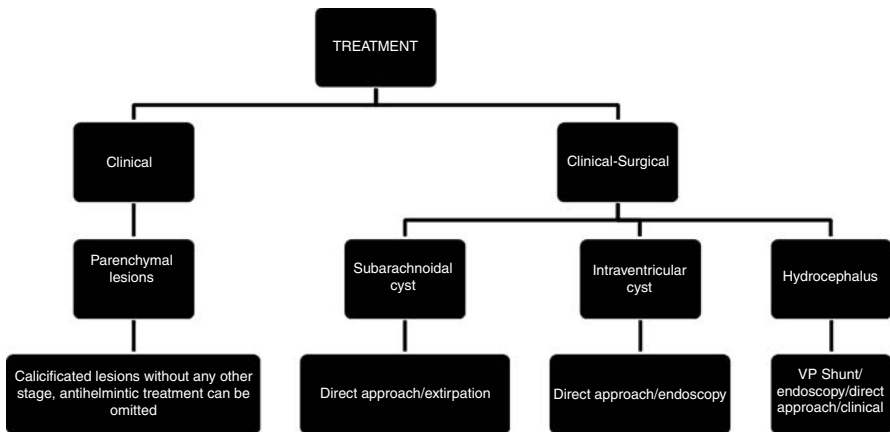 TREATMENT
Clinical
Clinical-Surgical
Parenchymal
lesions
Subarachnoidal
cyst
Intraventricular
cyst
Hydrocephalus
Calicificated lesions without any other
stage, antihelmintic treatment can be
omitted
Direct approach/extirpation
Direct approach/endoscopy
VP Shunt/
endoscopy/direct
approach/clinical